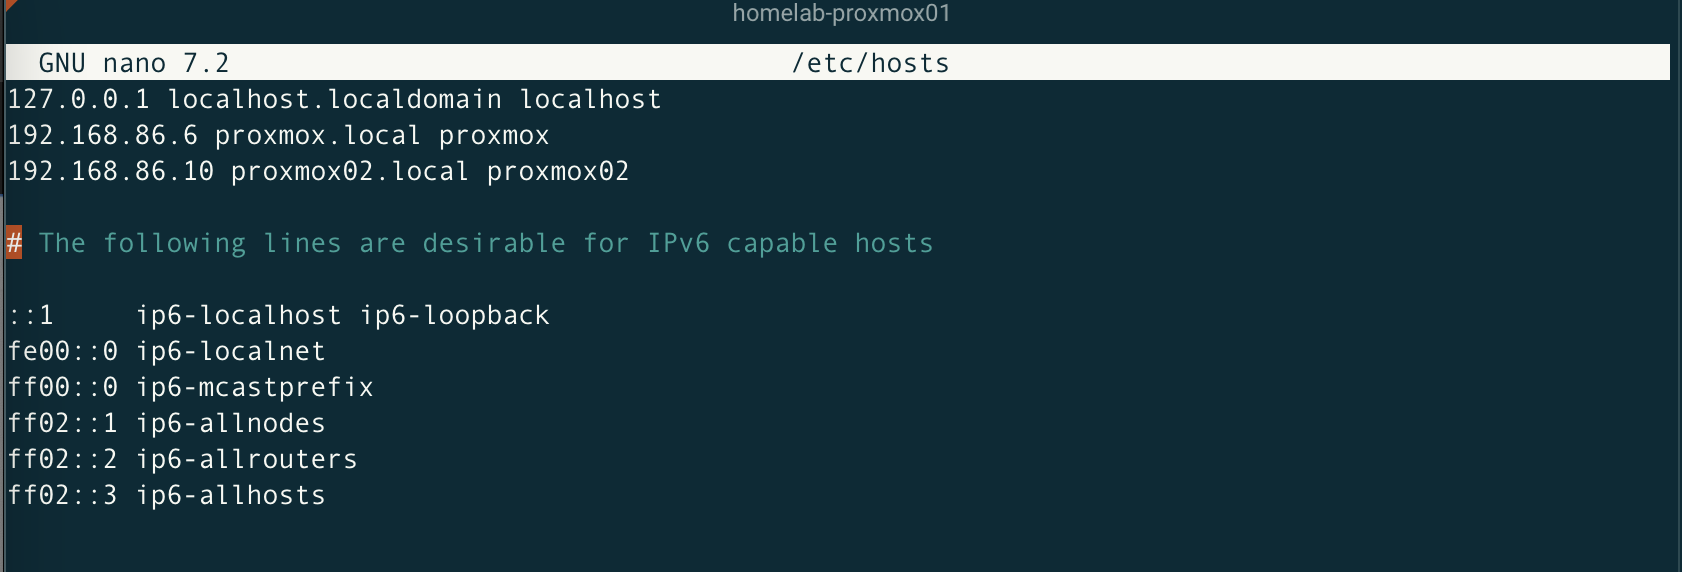 homelab-proxmox01
GNU nano 7.2 /etc/hosts
127.0.0.1 localhost.localdomain localhost
192.168.86.6 proxmox.local proxmox
192.168.86.10 proxmox02.local proxmox02
# The following lines are desirable for IPv6 capable hosts
::1 ip6-localhost ip6-loopback
fe00::0 ip6-localnet
ff00::0 ip6-mcastprefix
ff02::1 ip6-allnodes
ff02::2 ip6-allrouters
ff02::3 ip6-allhosts